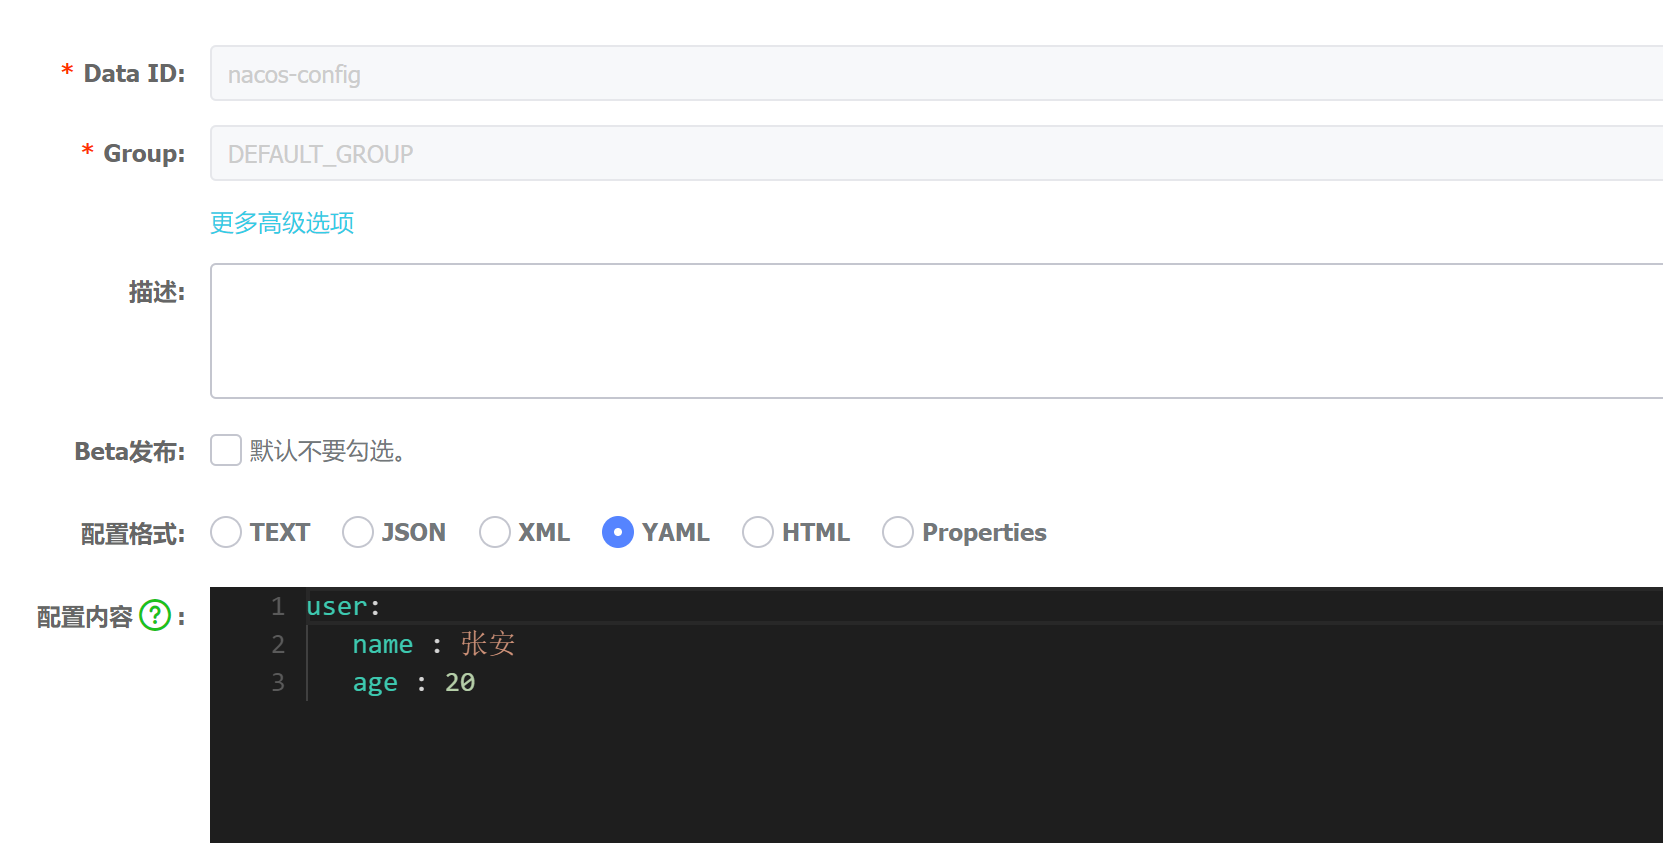 * Data ID: nacos-config
* Group: DEFAULT_GROUP
更多高级选项
描述:
Beta发布: 默认不要勾选。
配置格式: TEXT JSON XML YAML HTML Properties
配置内容 ? : 1 user:
2 name : 张安
3 age : 20